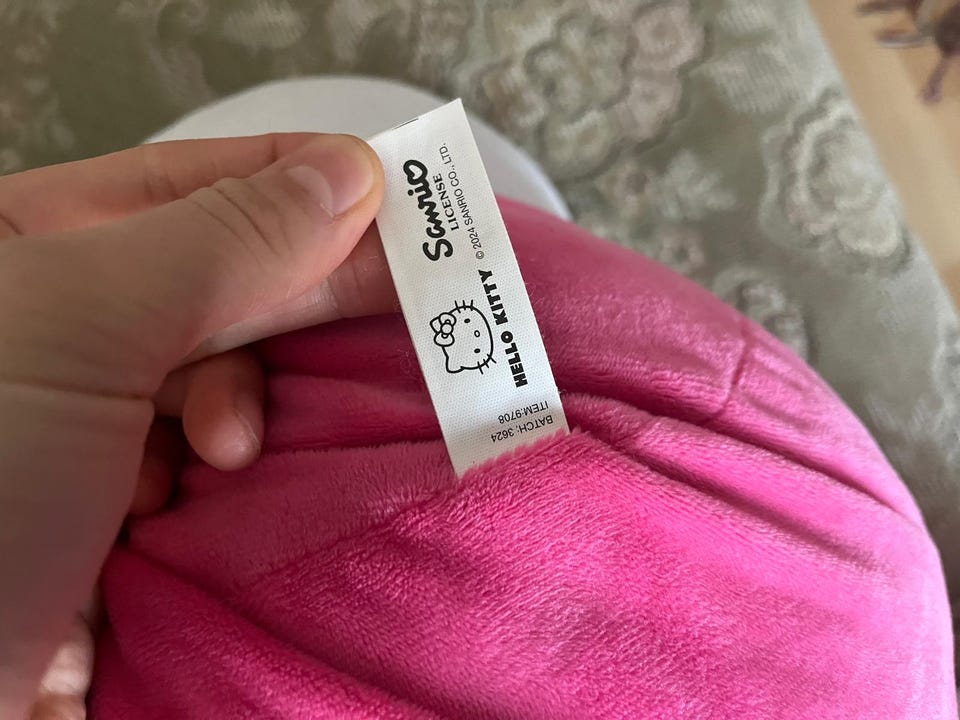 Sanrio
LICENSE
© 2024 SANRIO CO., LTD.
HELLO KITTY
BATCH. 3624
ITEM:9708